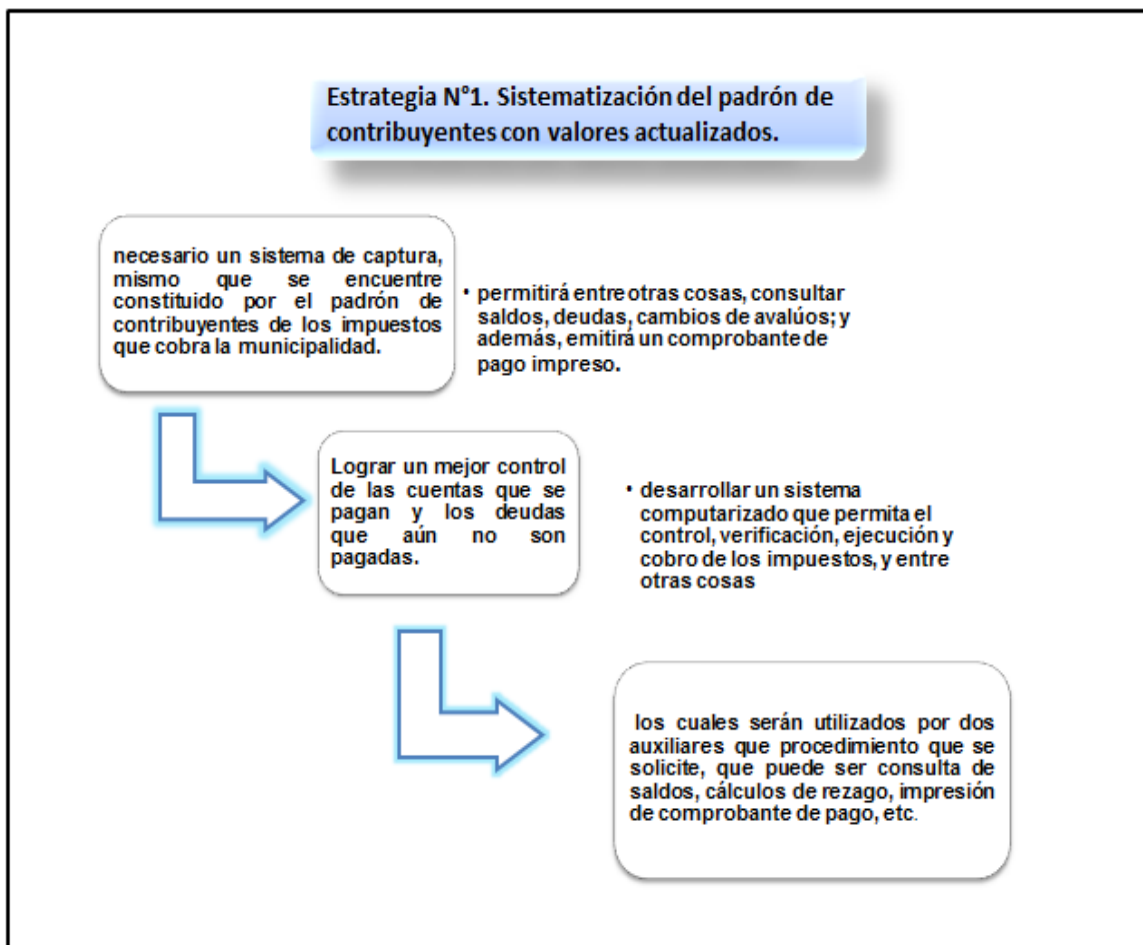 Estrategia N°1. Sistematización del padrón de
contribuyentes con valores actualizados.
necesario un sistema de captura,
mismo que se encuentre
constituido por el padrón de
contribuyentes de los impuestos
que cobra la municipalidad.
• permitirá entre otras cosas, consultar
saldos, deudas, cambios de avalúos; y
además, emitirá un comprobante de
pago impreso.
Lograr un mejor control
de las cuentas que se
pagan y los deudas
que aún no son
pagadas.
• desarrollar un sistema
computarizado que permita el
control, verificación, ejecución y
cobro de los impuestos, y entre
otras cosas
los cuales serán utilizados por dos
auxiliares que procedimiento que se
solicite, que puede ser consulta de
saldos, cálculos de rezago, impresión
de comprobante de pago, etc.